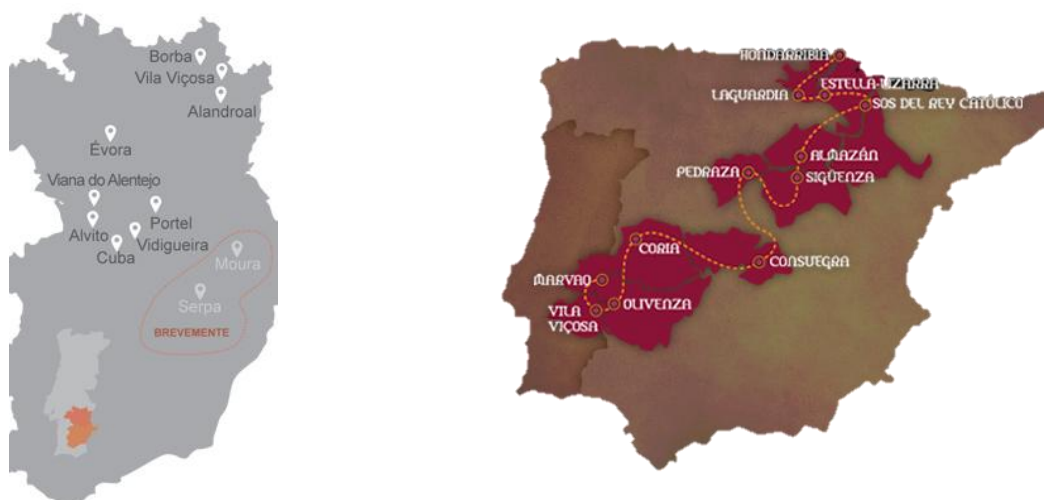 Borba
Vila Viçosa
Alandroal
Évora
Viana do Alentejo
Portel
Alvito
Vidigueira
Cuba
Moura
Serpa
BREVEMENTE
HONDARRIBIA
ESTELLA-LIZARRA
LAGUARDIA
SOS DEL REY CATÓLICO
ALMAZÁN
PEDRAZA
SIGÜENZA
CORIA
CONSUEGRA
MARVAO
OLIVENZA
VILA
VIÇOSA